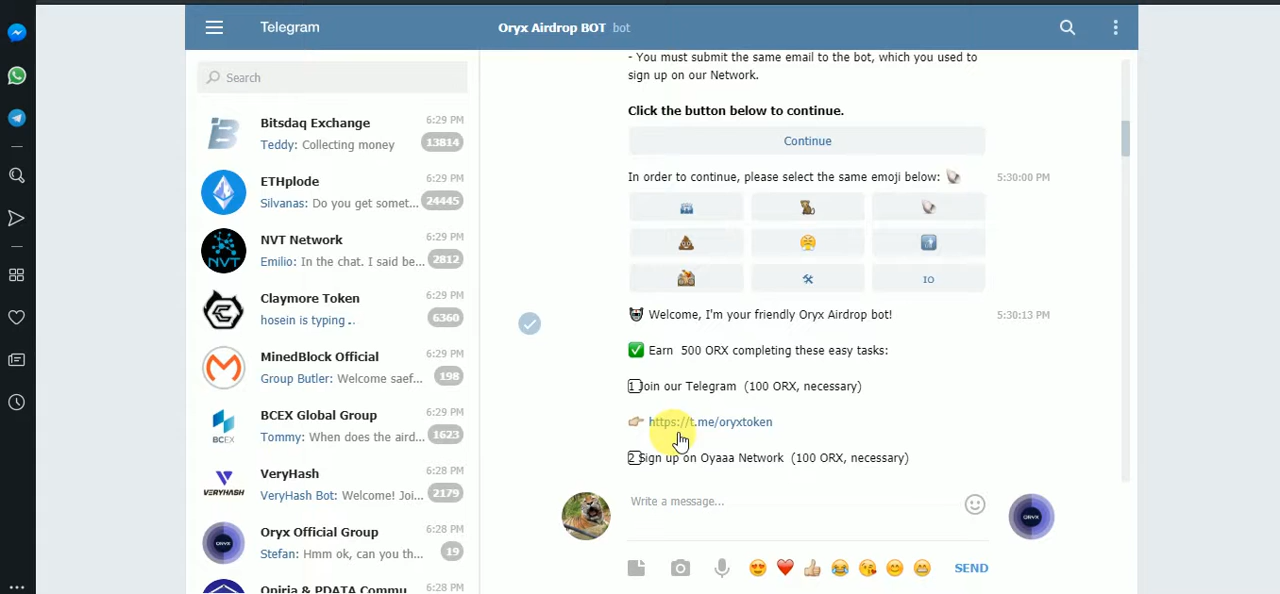 Telegram
Oryx Airdrop BOT bot
Search
Bitsdaq Exchange 6:29 PM
Teddy: Collecting money 13814
ETHplode 6:29 PM
Silvanas: Do you get somet... 24445
NVT Network 6:29 PM
Emilio: In the chat. I said be... 2812
Claymore Token 6:29 PM
hosein is typing .. 6360
MinedBlock Official 6:29 PM
Group Butler: Welcome saef... 198
BCEX Global Group 6:29 PM
Tommy: When does the aird... 1623
VeryHash 6:28 PM
VeryHash Bot: Welcome! Joi... 2179
Oryx Official Group 6:28 PM
Stefan: Hmm ok, can you th... 19
Opiria & PDATA Commu 6:28 PM
- You must submit the same email to the bot, which you used to
sign up on our Network.
Click the button below to continue.
Continue
In order to continue, please select the same emoji below: 5:30:00 PM
IO
Welcome, I'm your friendly Oryx Airdrop bot! 5:30:13 PM
Earn 500 ORX completing these easy tasks:
1 Join our Telegram (100 ORX, necessary)
https://t.me/oryxtoken
2 Sign up on Oyaaa Network (100 ORX, necessary)
Write a message...
ORYX
SEND